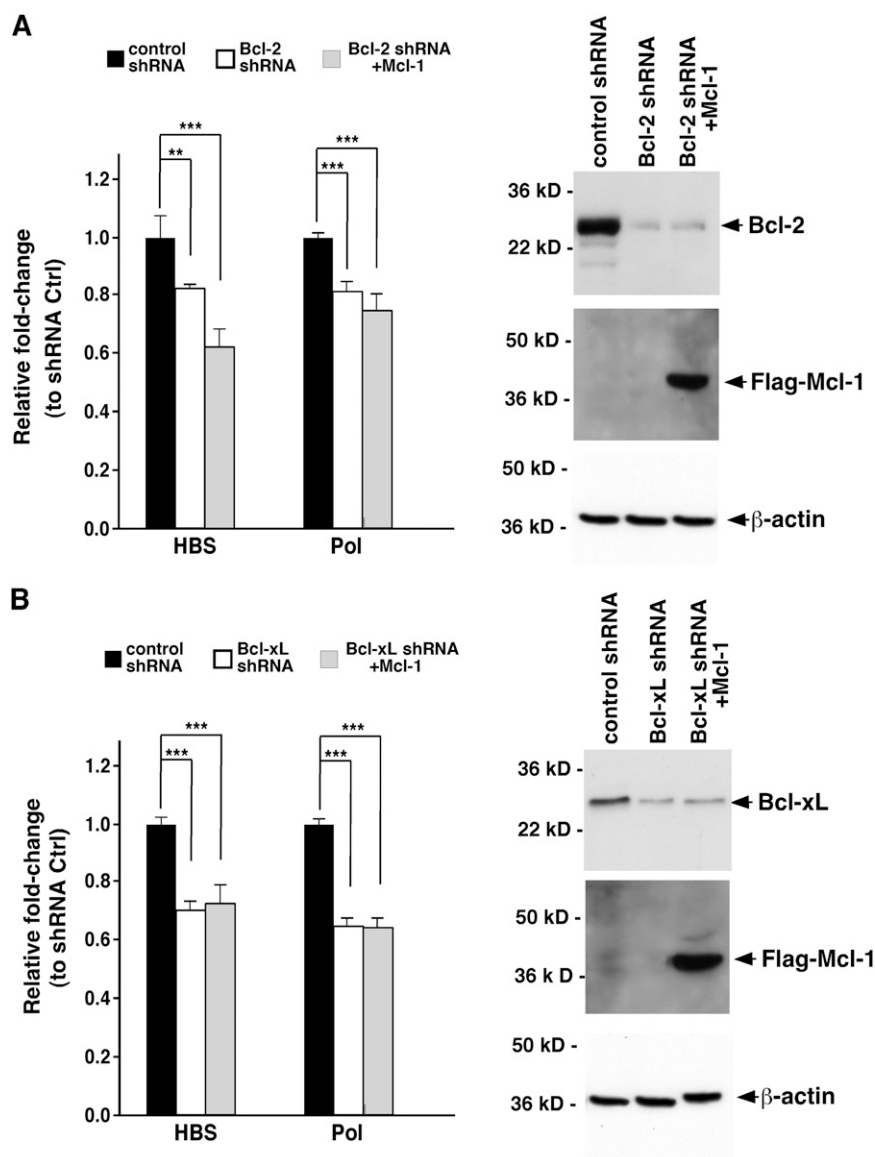 A
control shRNA
Bcl-2 shRNA
Bcl-2 shRNA +Mcl-1
Relative fold-change
(to shRNA Ctrl)
1.2
1.0
0.8
0.6
0.4
0.2
0.0
***
**
***
***
HBS
Pol
control shRNA
Bcl-2 shRNA
Bcl-2 shRNA
+Mcl-1
36 kD -
22 kD -
Bcl-2
50 kD -
36 kD -
Flag-Mcl-1
50 kD -
36 kD -
β-actin
B
control shRNA
Bcl-xL shRNA
Bcl-xL shRNA +Mcl-1
Relative fold-change
(to shRNA Ctrl)
1.2
1.0
0.8
0.6
0.4
0.2
0.0
***
***
***
***
HBS
Pol
control shRNA
Bcl-xL shRNA
Bcl-xL shRNA
+Mcl-1
36 kD -
22 kD -
Bcl-xL
50 kD -
36 k D -
Flag-Mcl-1
50 kD -
36 kD -
β-actin